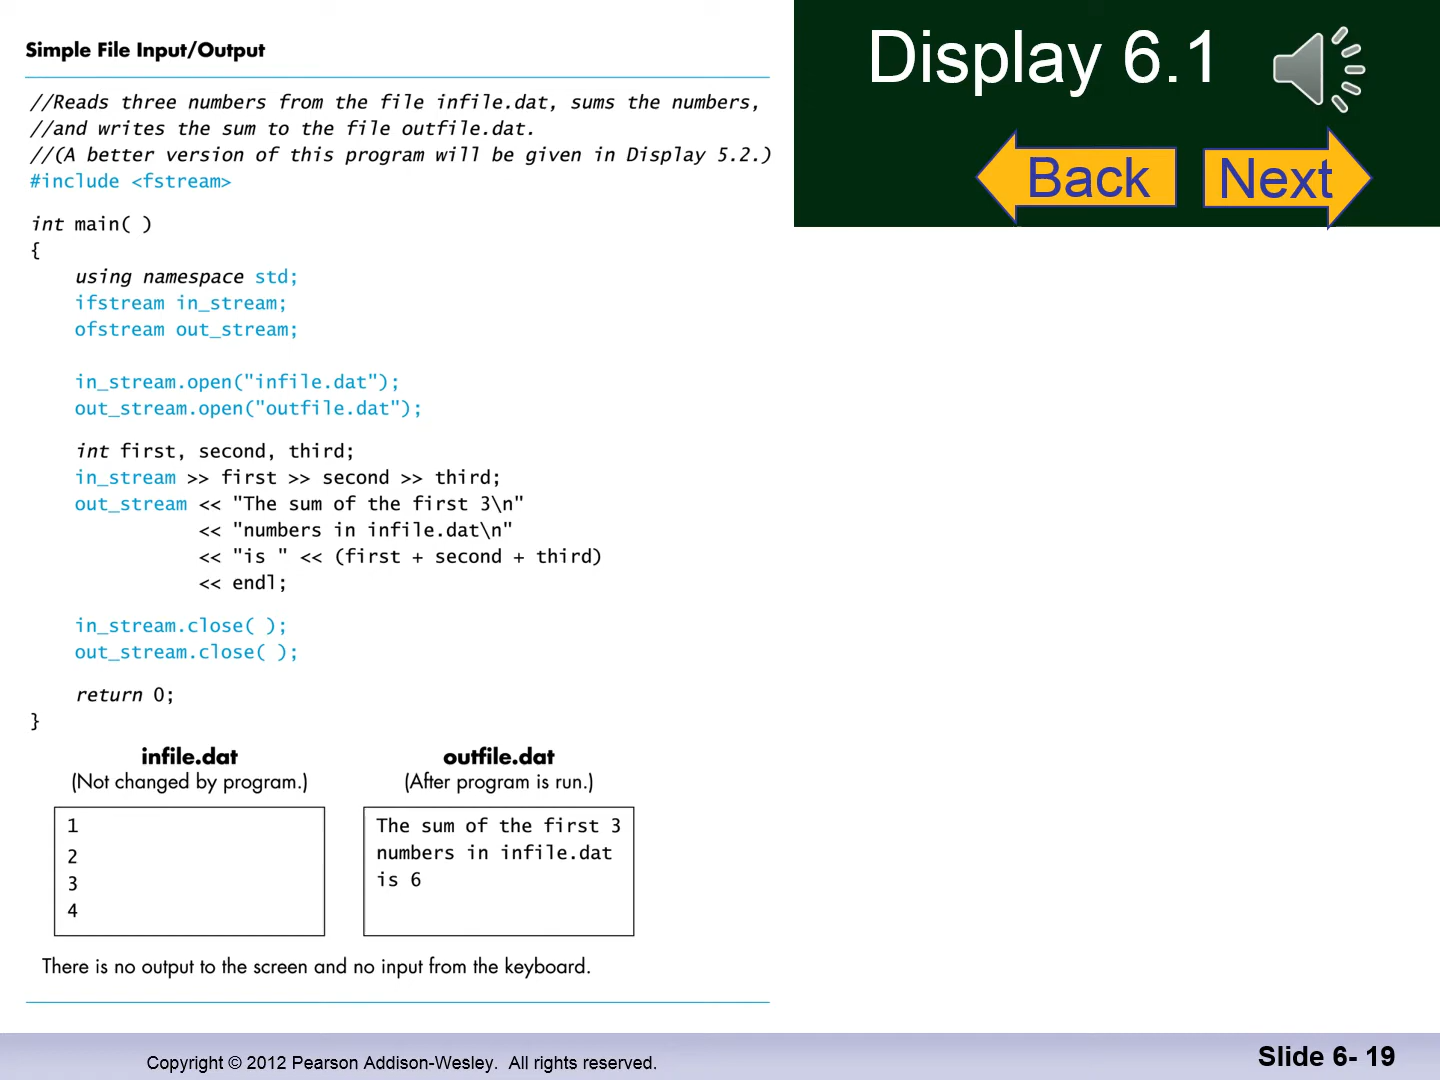 Simple File Input/Output
//Reads three numbers from the file infile.dat, sums the numbers,
//and writes the sum to the file outfile.dat.
//(A better version of this program will be given in Display 5.2.)
#include <fstream>
int main( )
{
    using namespace std;
    ifstream in_stream;
    ofstream out_stream;
    in_stream.open("infile.dat");
    out_stream.open("outfile.dat");
    int first, second, third;
    in_stream >> first >> second >> third;
    out_stream << "The sum of the first 3\n"
               << "numbers in infile.dat\n"
               << "is " << (first + second + third)
               << endl;
    in_stream.close( );
    out_stream.close( );
    return 0;
}
infile.dat
(Not changed by program.)
1
2
3
4
outfile.dat
(After program is run.)
The sum of the first 3
numbers in infile.dat
is 6
There is no output to the screen and no input from the keyboard.
Display 6.1
Back
Next
Copyright © 2012 Pearson Addison-Wesley.  All rights reserved.
Slide 6- 19